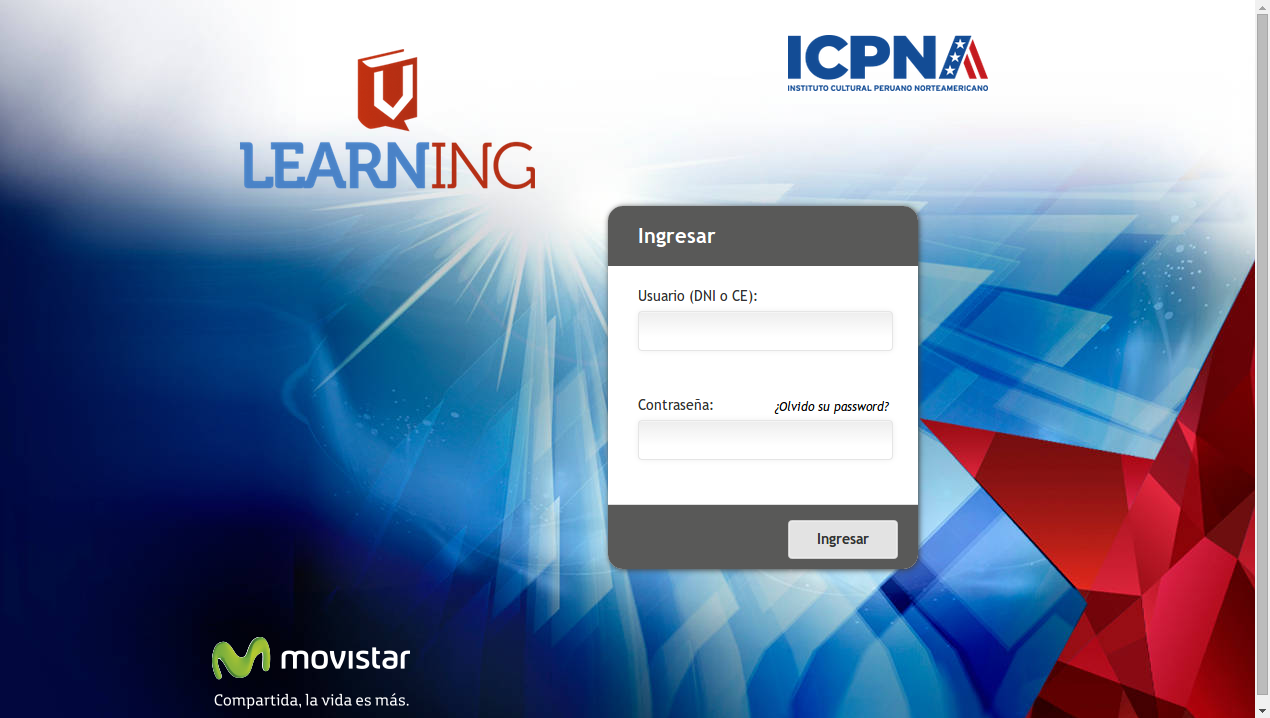 ICPNA
INSTITUTO CULTURAL PERUANO NORTEAMERICANO
V
LEARNING
Ingresar
Usuario (DNI o CE):
Contraseña:
¿Olvido su password?
Ingresar
movistar
Compartida, la vida es más.